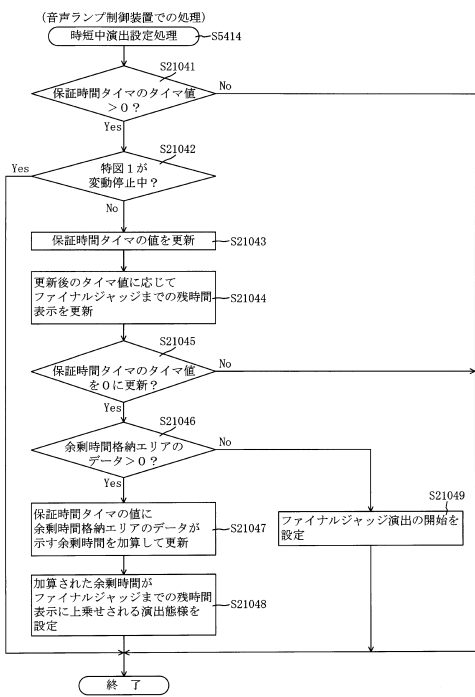 (音声ランプ制御装置での処理)
時短中演出設定処理
S5414
S21041
保証時間タイマのタイマ値
>0?
No
Yes
S21042
Yes
特図1が
変動停止中?
No
保証時間タイマの値を更新
S21043
更新後のタイマ値に応じて
ファイナルジャッジまでの残時間
表示を更新
S21044
S21045
保証時間タイマのタイマ値
を0に更新?
No
Yes
S21046
余剰時間格納エリアの
データ>0?
No
Yes
保証時間タイマの値に
余剰時間格納エリアのデータが
示す余剰時間を加算して更新
S21047
S21049
ファイナルジャッジ演出の開始を
設定
加算された余剰時間が
ファイナルジャッジまでの残時間
表示に上乗せされる演出態様を
設定
S21048
終 了